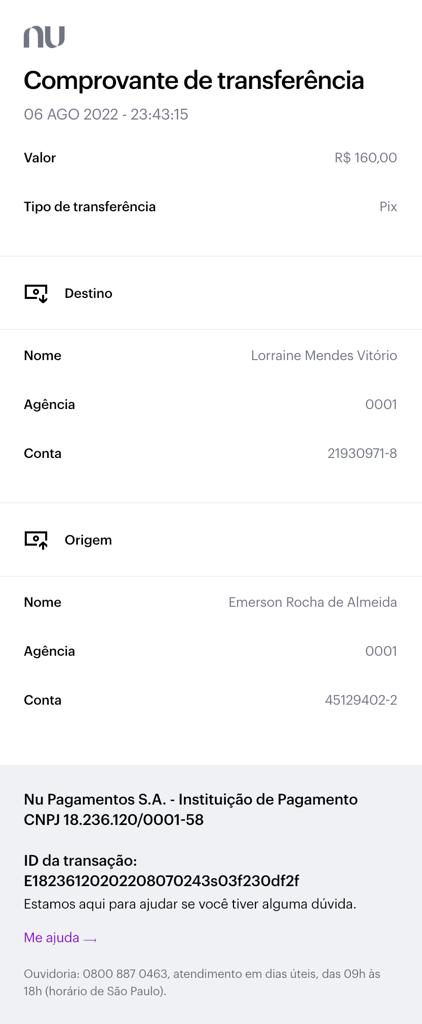 nu
Comprovante de transferência
06 AGO 2022 - 23:43:15
Valor R$ 160,00
Tipo de transferência Pix
Destino
Nome Lorraine Mendes Vitório
Agência 0001
Conta 21930971-8
Origem
Nome Emerson Rocha de Almeida
Agência 0001
Conta 45129402-2
Nu Pagamentos S.A. - Instituição de Pagamento
CNPJ 18.236.120/0001-58
ID da transação:
E18236120202208070243s03f230df2f
Estamos aqui para ajudar se você tiver alguma dúvida.
Me ajuda →
Ouvidoria: 0800 887 0463, atendimento em dias úteis, das 09h às
18h (horário de São Paulo).